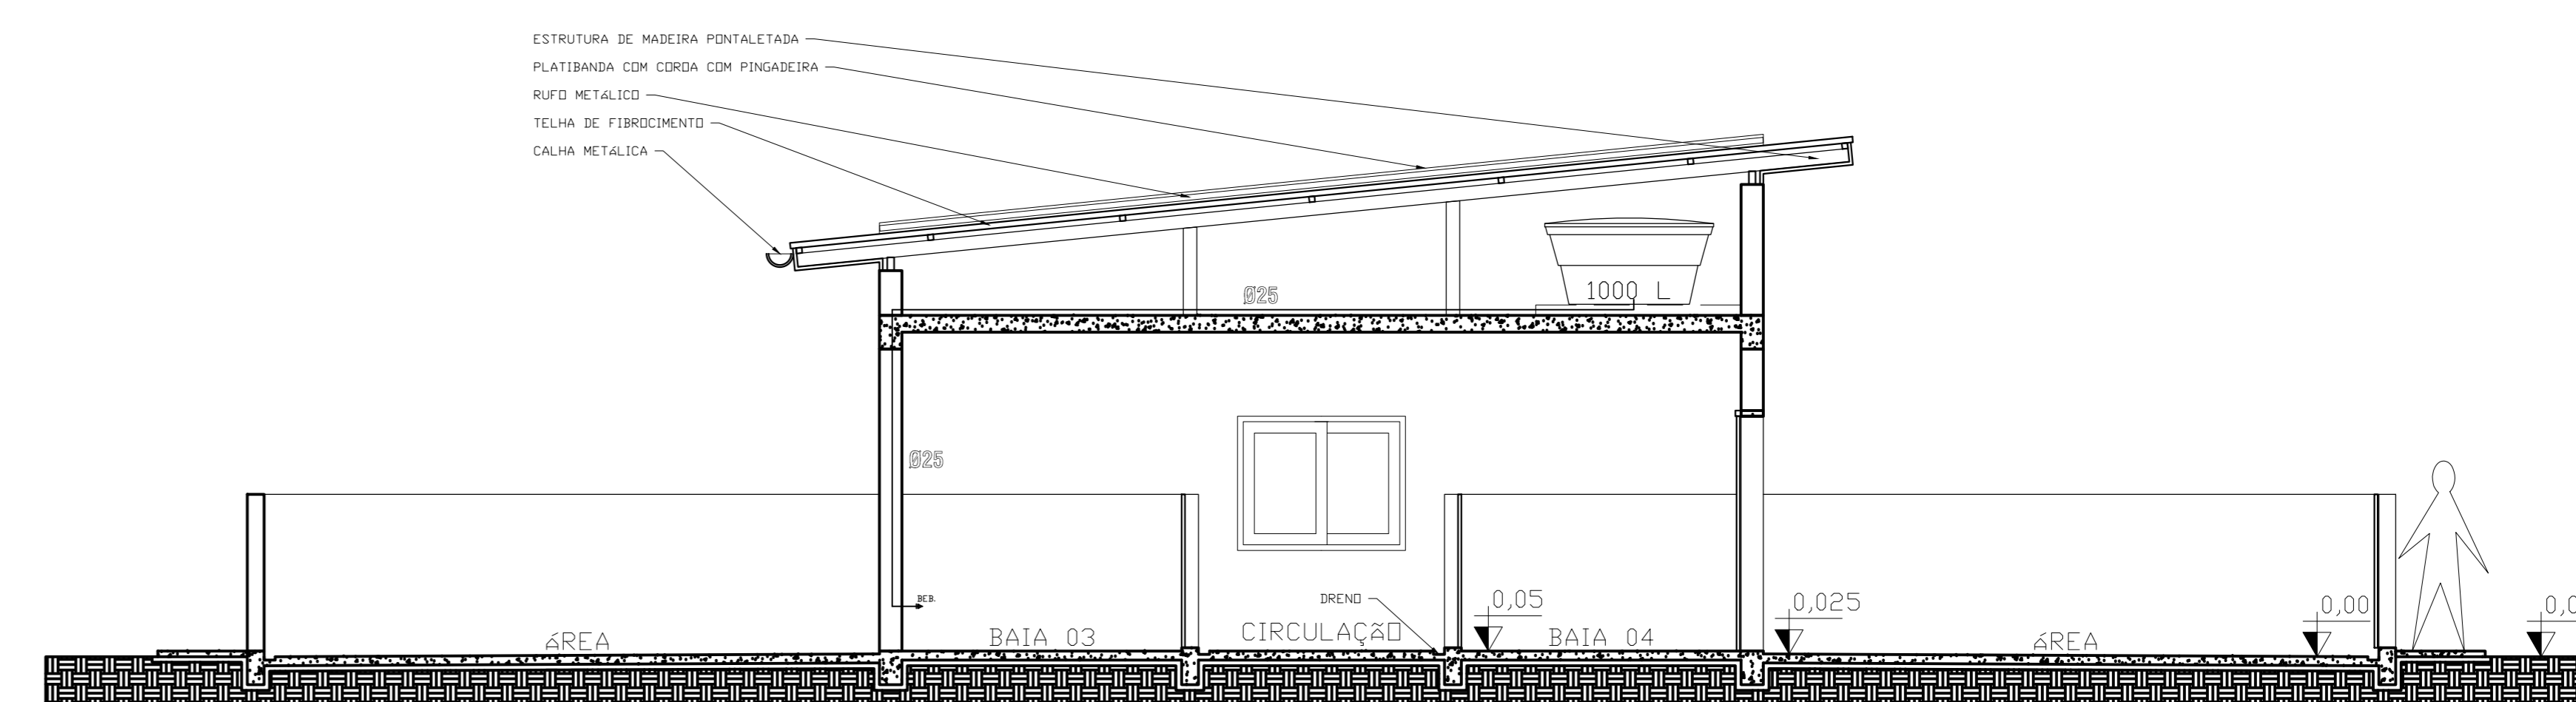 ESTRUTURA DE MADEIRA PONTALETADA
PLATIBANDA COM COROA COM PINGADEIRA
RUFO METÁLICO
TELHA DE FIBROCIMENTO
CALHA METÁLICA
Ø25
1000 L
Ø25
BEB.
DRENO
0,05
0,025
0,00
ÁREA
BAIA 03
CIRCULAÇÃO
BAIA 04
ÁREA